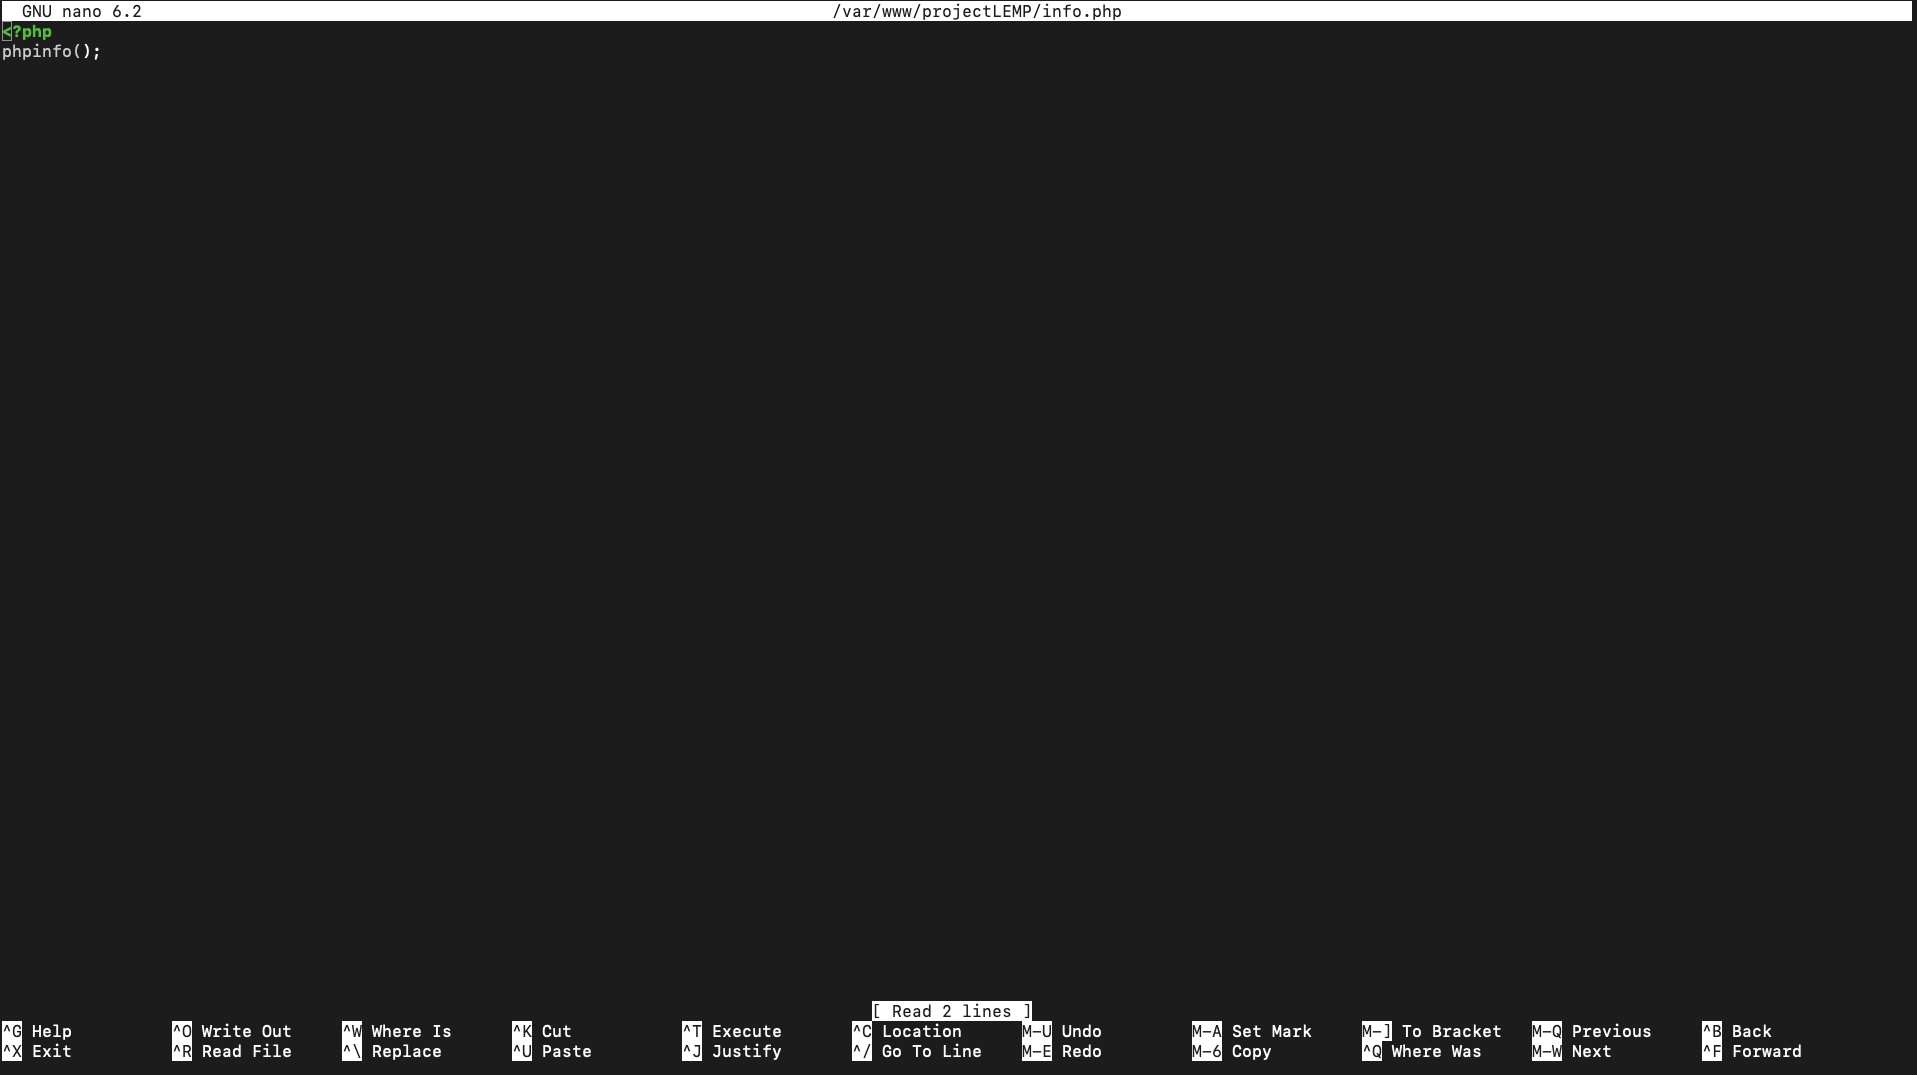 GNU nano 6.2 /var/www/projectLEMP/info.php
<?php
phpinfo();
[ Read 2 lines ]
^G Help ^O Write Out ^W Where Is ^K Cut ^T Execute ^C Location M-U Undo M-A Set Mark M-] To Bracket M-Q Previous ^B Back
^X Exit ^R Read File ^\ Replace ^U Paste ^J Justify ^/ Go To Line M-E Redo M-6 Copy ^Q Where Was M-W Next ^F Forward